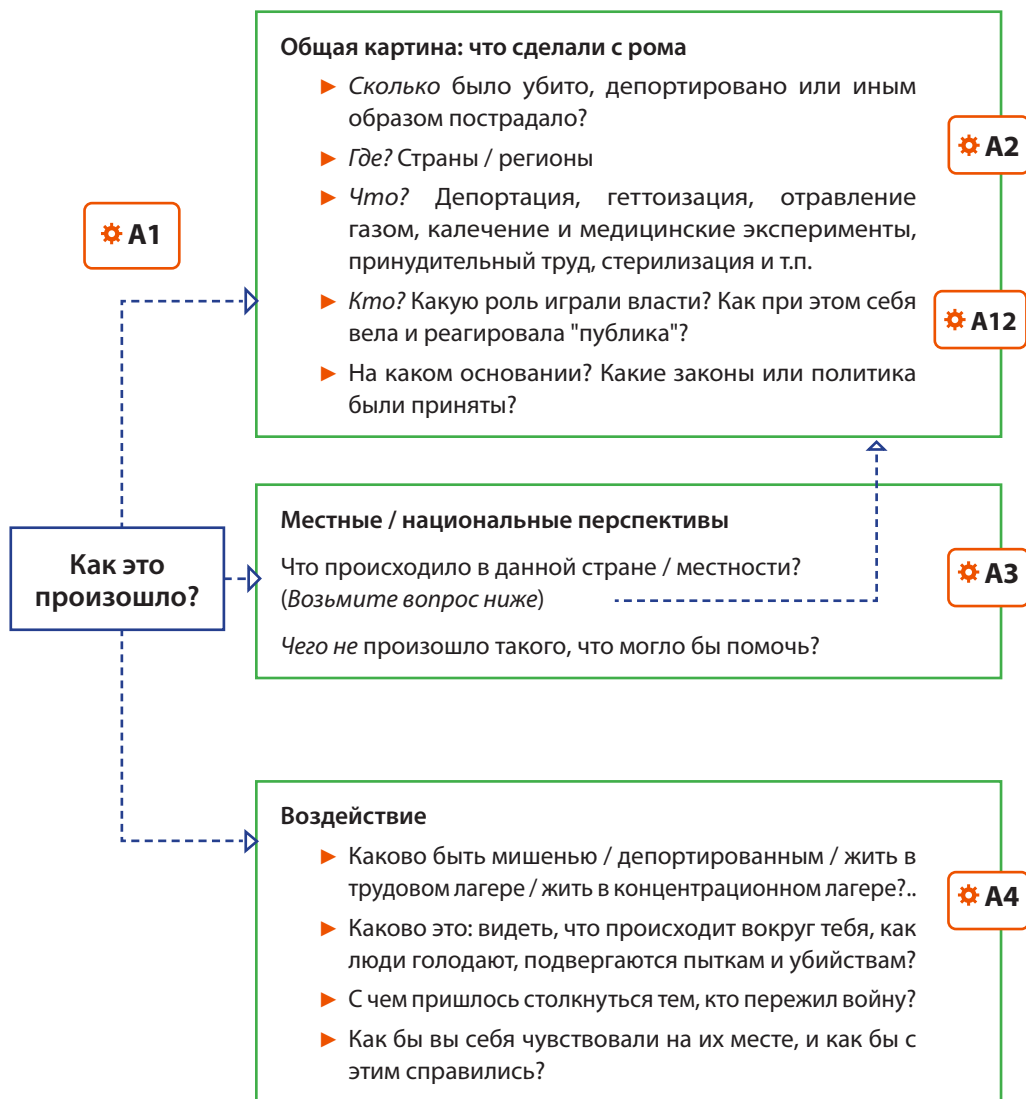 Общая картина: что сделали с рома
► Сколько было убито, депортировано или иным
образом пострадало?
A2
► Где? Страны / регионы
► Что? Депортация, геттоизация, отравление
газом, калечение и медицинские эксперименты,
принудительный труд, стерилизация и т.п.
A1
► Кто? Какую роль играли власти? Как при этом себя
вела и реагировала "публика"?
A12
► На каком основании? Какие законы или политика
были приняты?
Как это
произошло?
Местные / национальные перспективы
Что происходило в данной стране / местности?
(Возьмите вопрос ниже)
A3
Чего не произошло такого, что могло бы помочь?
Воздействие
► Каково быть мишенью / депортированным / жить в
трудовом лагере / жить в концентрационном лагере?..
A4
► Каково это: видеть, что происходит вокруг тебя, как
люди голодают, подвергаются пыткам и убийствам?
► С чем пришлось столкнуться тем, кто пережил войну?
► Как бы вы себя чувствовали на их месте, и как бы с
этим справились?